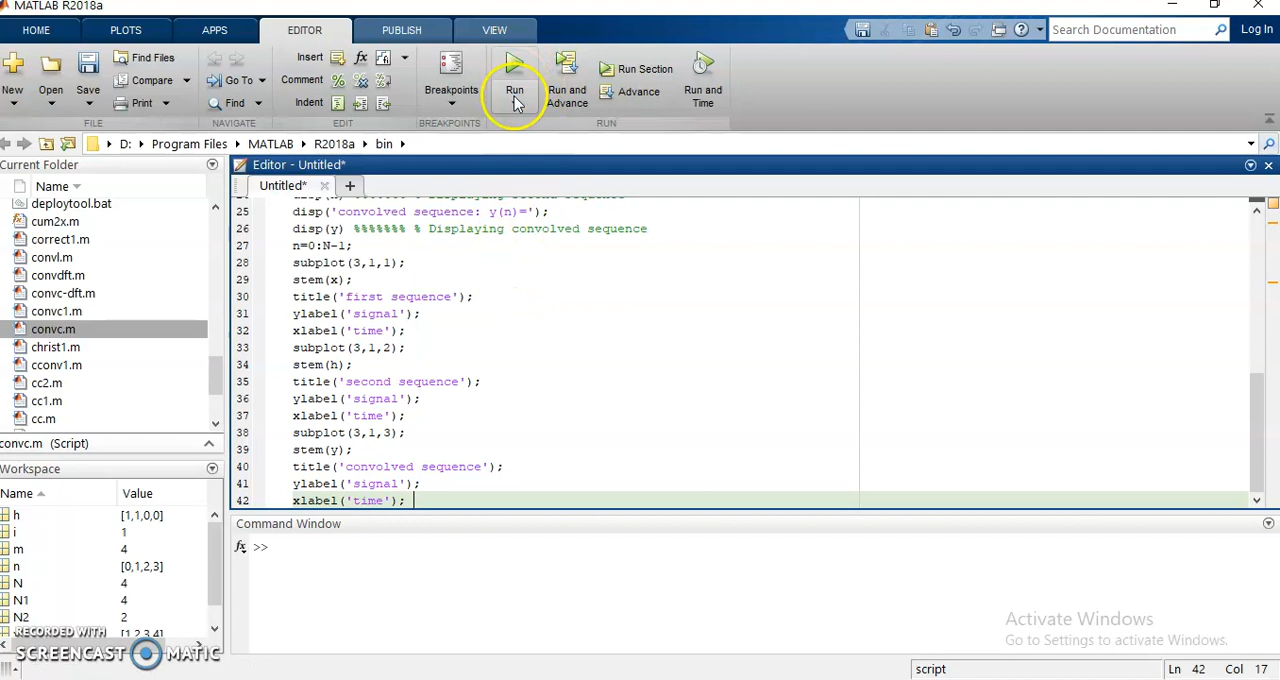 MATLAB R2018a
HOME PLOTS APPS EDITOR PUBLISH VIEW
Search Documentation Log In
New Open Save Find Files Compare Print
Insert Comment Indent
Go To Find
Breakpoints Run Run and Advance Run Section Advance Run and Time
FILE NAVIGATE EDIT BREAKPOINTS RUN
D: Program Files MATLAB R2018a bin
Current Folder
Name
deploytool.bat
cum2x.m
correct1.m
convl.m
convdft.m
convc-dft.m
convc1.m
convc.m
christ1.m
cconv1.m
cc2.m
cc1.m
cc.m
convc.m (Script)
Workspace
Name Value
h [1,1,0,0]
i 1
m 4
n [0,1,2,3]
N 4
N1 4
N2 2
[1,2,3,4]
Editor - Untitled*
Untitled*
25 disp('convolved sequence: y(n)=');
26 disp(y) %%%%%%% % Displaying convolved sequence
27 n=0:N-1;
28 subplot(3,1,1);
29 stem(x);
30 title('first sequence');
31 ylabel('signal');
32 xlabel('time');
33 subplot(3,1,2);
34 stem(h);
35 title('second sequence');
36 ylabel('signal');
37 xlabel('time');
38 subplot(3,1,3);
39 stem(y);
40 title('convolved sequence');
41 ylabel('signal');
42 xlabel('time');
Command Window
fx >>
Activate Windows
Go to Settings to activate Windows.
RECORDED WITH
SCREENCAST MATIC
script Ln 42 Col 17